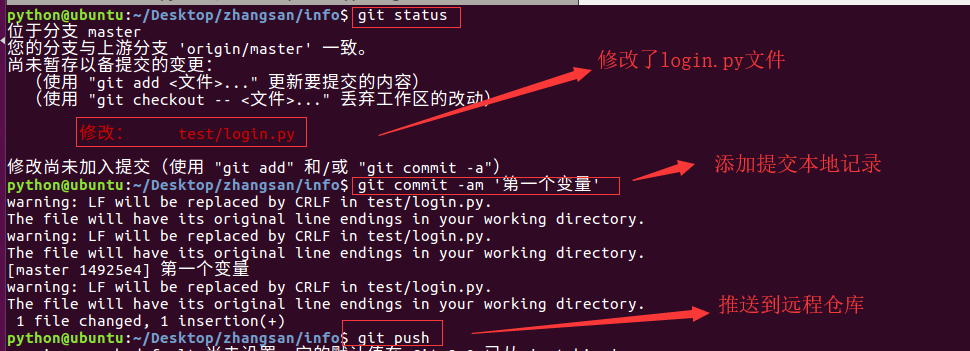 python@ubuntu:~/Desktop/zhangsan/info$ git status
位于分支 master
您的分支与上游分支 'origin/master' 一致。
尚未暂存以备提交的变更：
（使用 "git add <文件>..." 更新要提交的内容）
（使用 "git checkout -- <文件>..." 丢弃工作区的改动）
修改了login.py文件
修改： test/login.py
修改尚未加入提交（使用 "git add" 和/或 "git commit -a"）
添加提交本地记录
python@ubuntu:~/Desktop/zhangsan/info$ git commit -am '第一个变量'
warning: LF will be replaced by CRLF in test/login.py.
The file will have its original line endings in your working directory.
warning: LF will be replaced by CRLF in test/login.py.
The file will have its original line endings in your working directory.
[master 14925e4] 第一个变量
warning: LF will be replaced by CRLF in test/login.py.
The file will have its original line endings in your working directory.
1 file changed, 1 insertion(+)
推送到远程仓库
python@ubuntu:~/Desktop/zhangsan/info$ git push